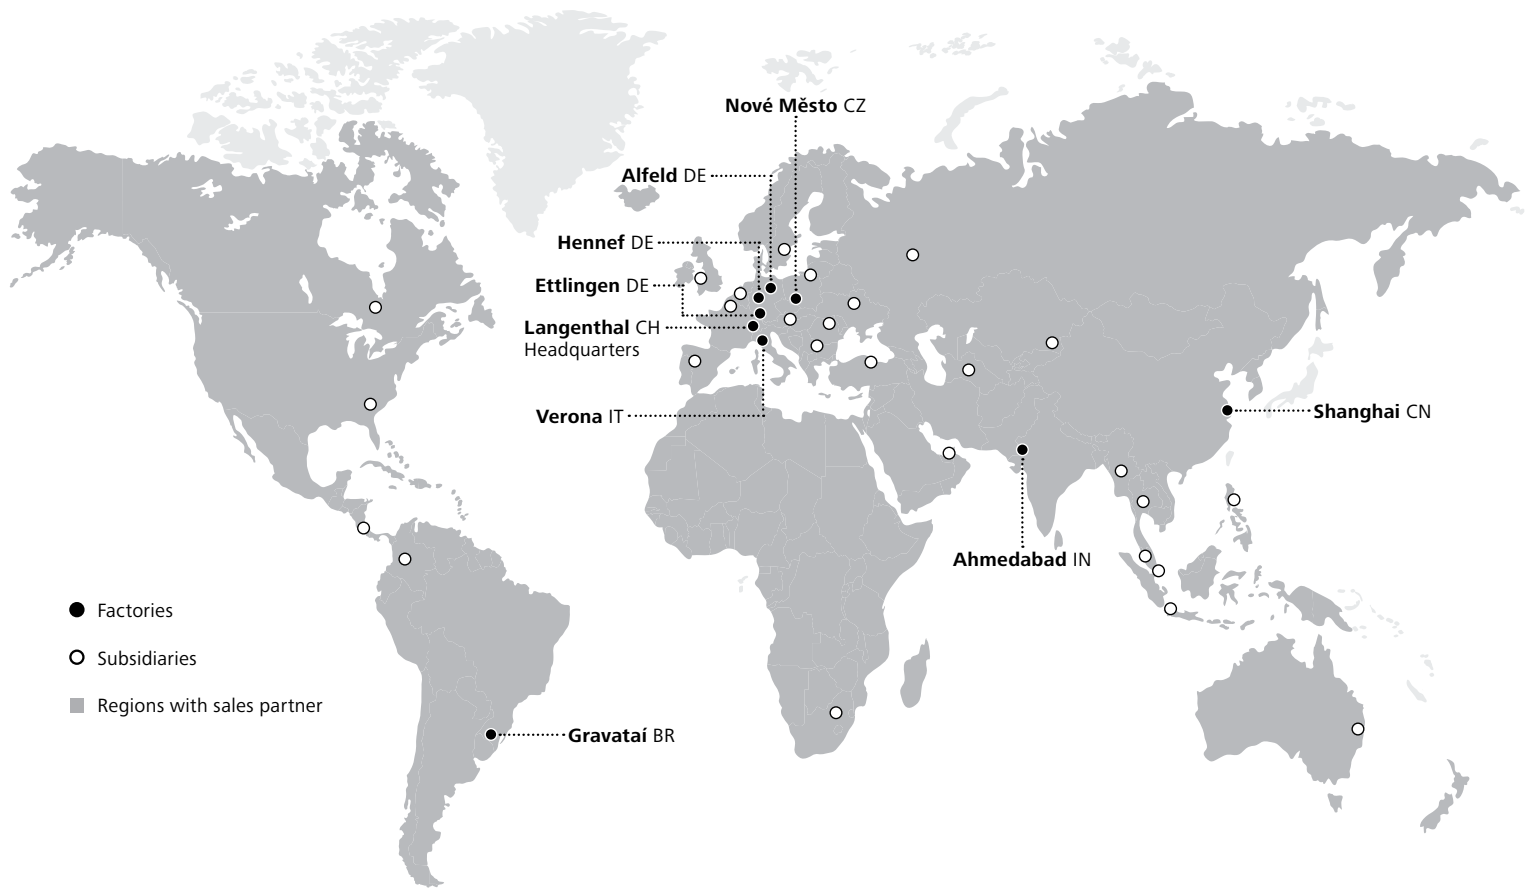 Nové Město CZ
Alfeld DE
Hennef DE
Ettlingen DE
Langenthal CH
Headquarters
Verona IT
Shanghai CN
Ahmedabad IN
Gravataí BR
Factories
Subsidiaries
Regions with sales partner